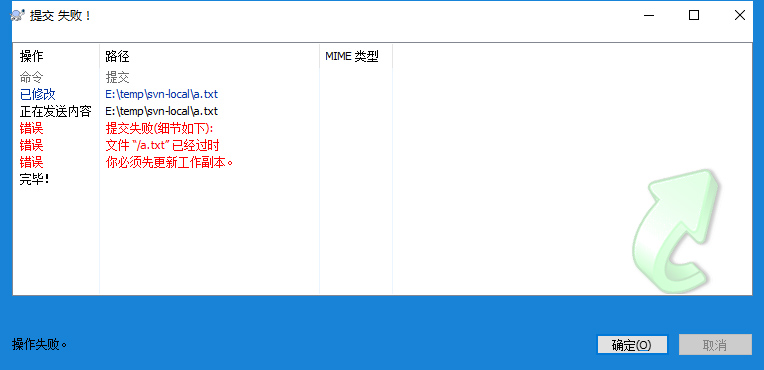 提交 失败！
操作 路径 MIME 类型
命令 提交
已修改 E:\temp\svn-local\a.txt
正在发送内容 E:\temp\svn-local\a.txt
错误 提交失败(细节如下):
错误 文件 “/a.txt” 已经过时
错误 你必须先更新工作副本。
完毕!
操作失败。 确定(O) 取消